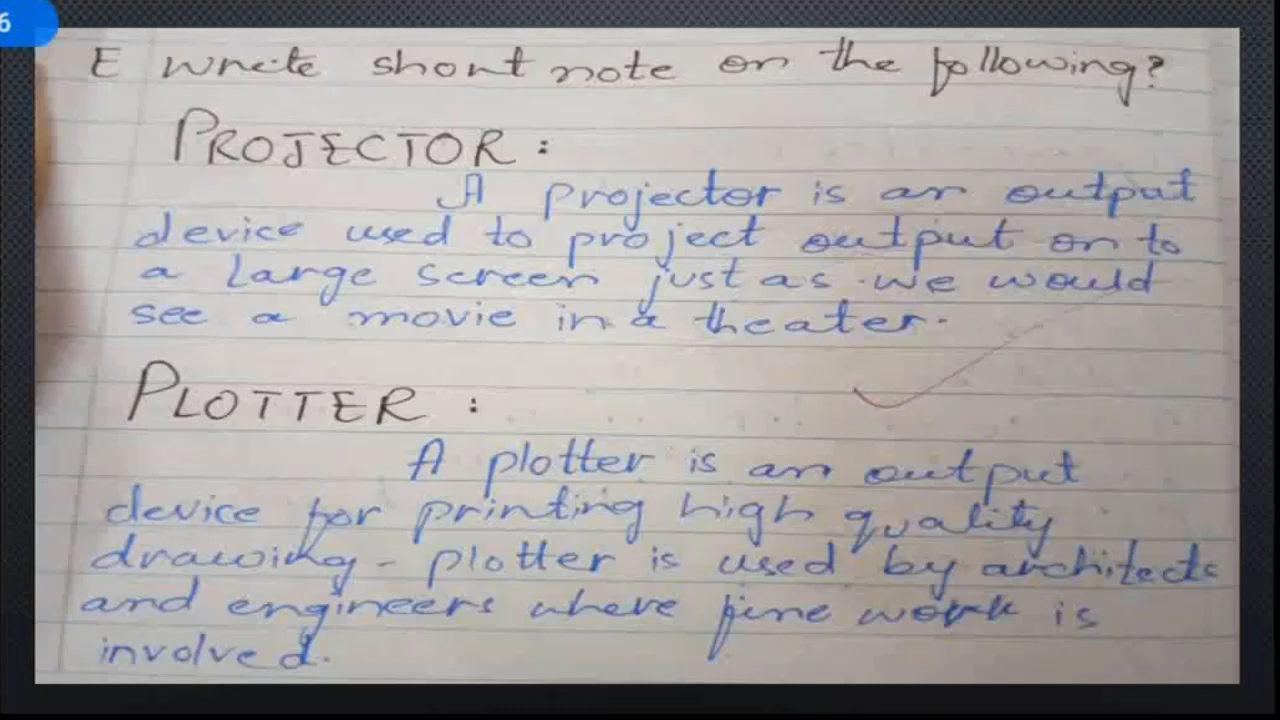 6
E write short note on the following?
PROJECTOR :
A projector is an output
device used to project output on to
a large screen just as we would
see a movie in a theater.
PLOTTER :
A plotter is an output
device for printing high quality
drawing - plotter is used by architects
and engineers where fine work is
involved.